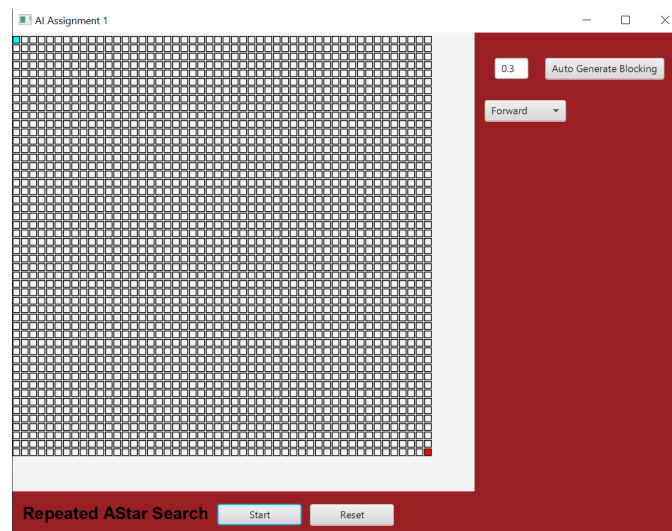 AI Assignment 1
0.3
Auto Generate Blocking
Forward
Repeated AStar Search
Start
Reset